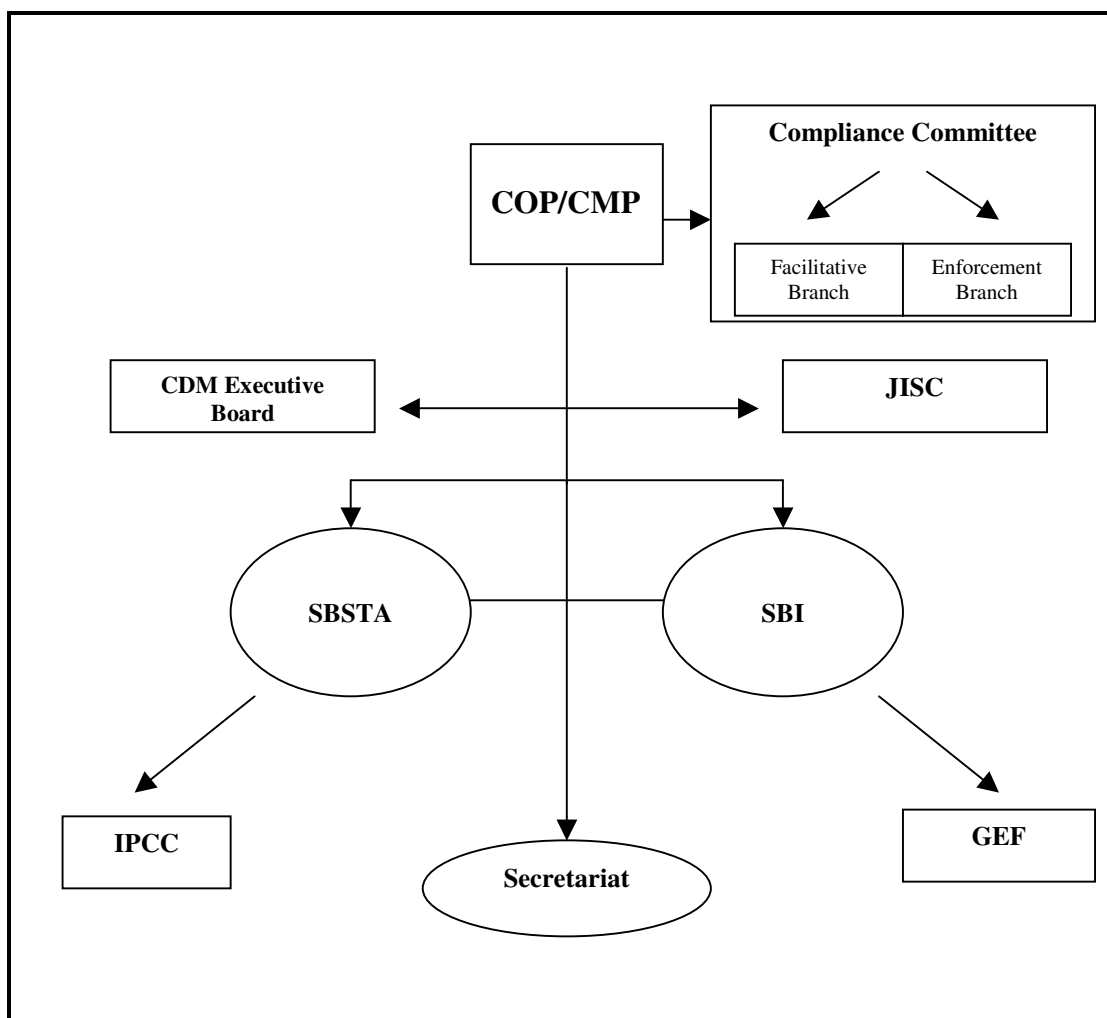 Compliance Committee
COP/CMP
Facilitative
Branch
Enforcement
Branch
CDM Executive
Board
JISC
SBSTA
SBI
IPCC
GEF
Secretariat